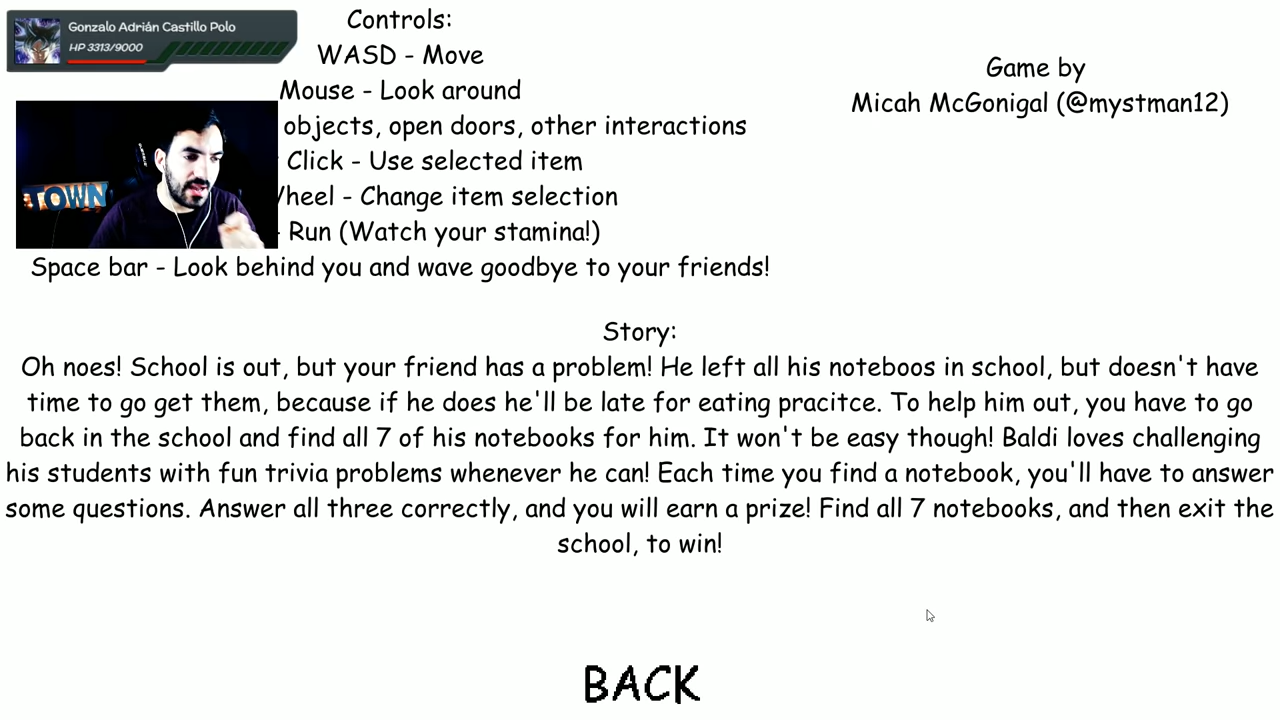 Gonzalo Adrián Castillo Polo
HP 3313/9000
Controls:
WASD - Move
Mouse - Look around
objects, open doors, other interactions
Click - Use selected item
heel - Change item selection
- Run (Watch your stamina!)
Space bar - Look behind you and wave goodbye to your friends!
Game by
Micah McGonigal (@mystman12)
TOWN
Story:
Oh noes! School is out, but your friend has a problem! He left all his noteboos in school, but doesn't have
time to go get them, because if he does he'll be late for eating pracitce. To help him out, you have to go
back in the school and find all 7 of his notebooks for him. It won't be easy though! Baldi loves challenging
his students with fun trivia problems whenever he can! Each time you find a notebook, you'll have to answer
some questions. Answer all three correctly, and you will earn a prize! Find all 7 notebooks, and then exit the
school, to win!
BACK